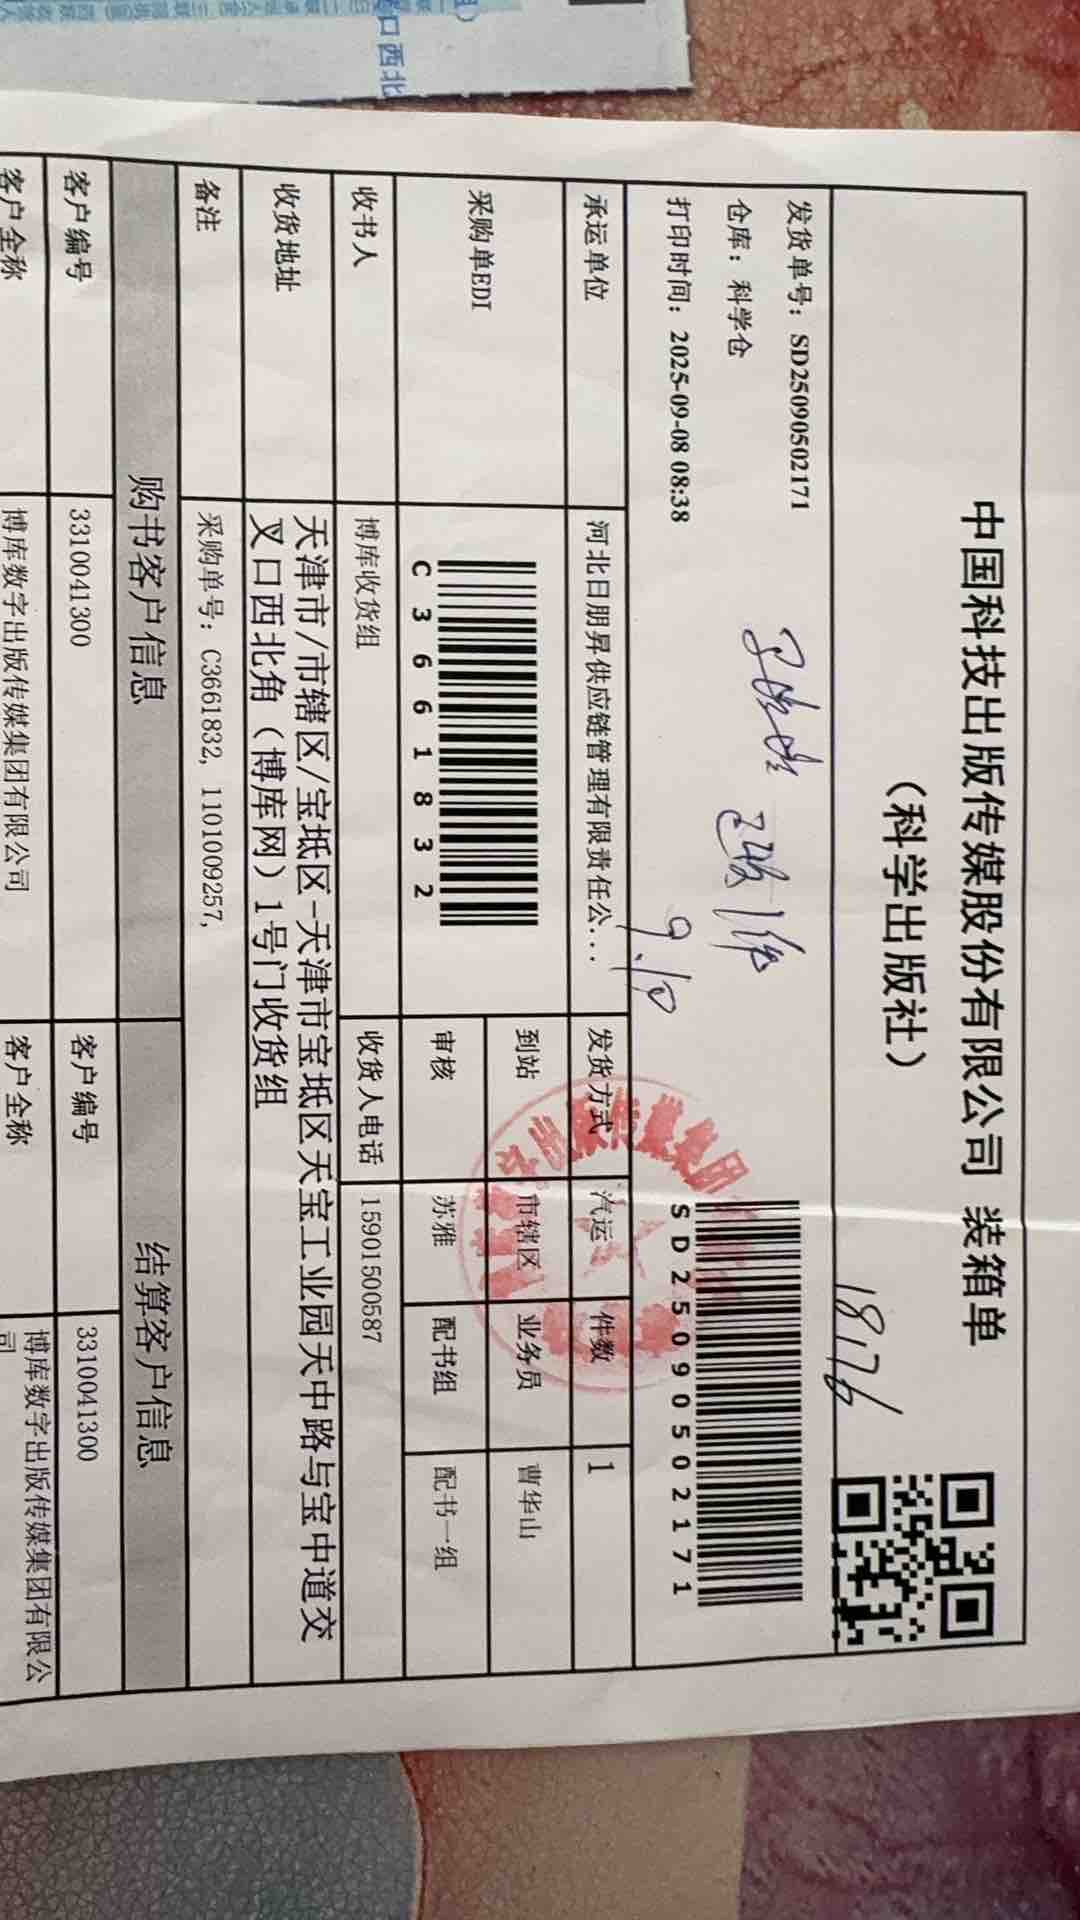 中国科技出版传媒股份有限公司 装箱单
（科学出版社）
1876
发货单号：SD25090502171
仓库：科学仓
打印时间：2025-09-08 08:38
SD25090502171
9.10
承运单位 河北日朋昇供应链管理有限责任公... 发货方式 汽运 件数 1
采购单EDI C3661832 到站 市辖区 业务员 曹华山
审核 苏雅 配书组 配书一组
收书人 博库收货组 收货人电话 15901500587
收货地址 天津市/市辖区/宝坻区-天津市宝坻区天宝工业园天中路与宝中道交
叉口西北角（博库网）1号门收货组
备注 采购单号：C3661832, 1101009257,
购书客户信息 结算客户信息
客户编号 3310041300 客户编号 3310041300
客户全称 博库数字出版传媒集团有限公司 客户全称 博库数字出版传媒集团有限公
司
口西北